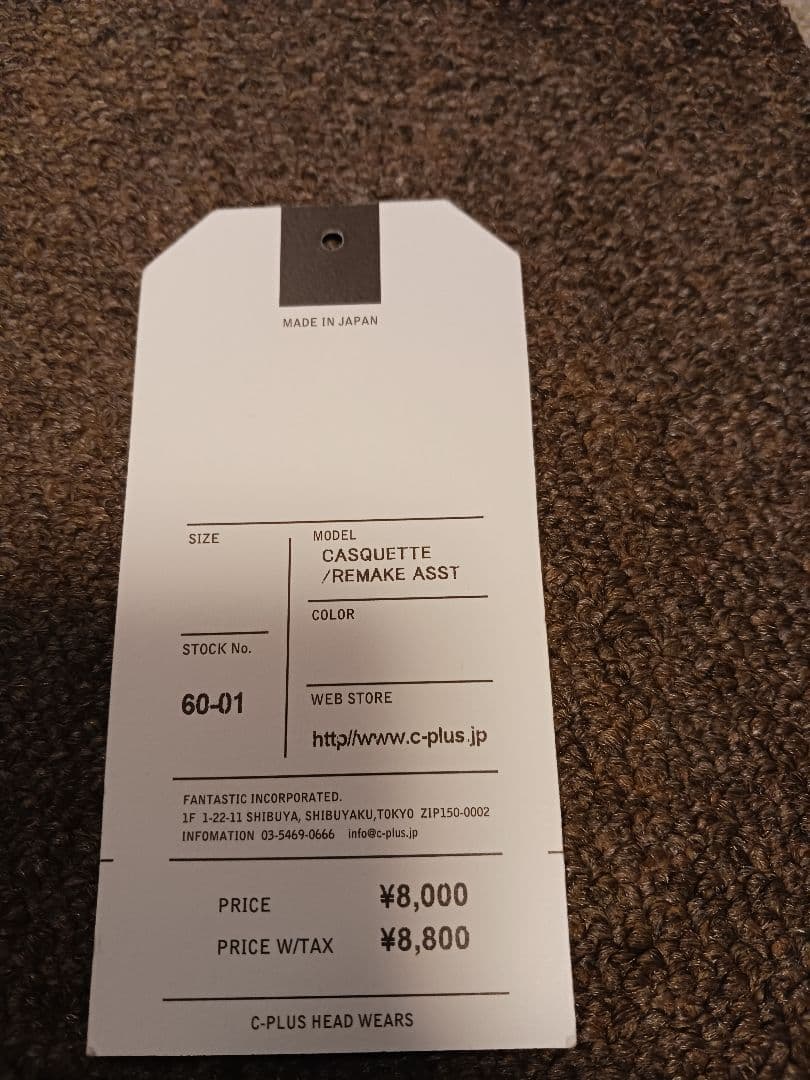 MADE IN JAPAN
SIZE
MODEL
CASQUETTE
/REMAKE ASST
COLOR
STOCK No.
60-01
WEB STORE
http//www.c-plus.jp
FANTASTIC INCORPORATED.
1F 1-22-11 SHIBUYA, SHIBUYAKU,TOKYO ZIP150-0002
INFOMATION 03-5469-0666 info@c-plus.jp
PRICE ¥8,000
PRICE W/TAX ¥8,800
C-PLUS HEAD WEARS